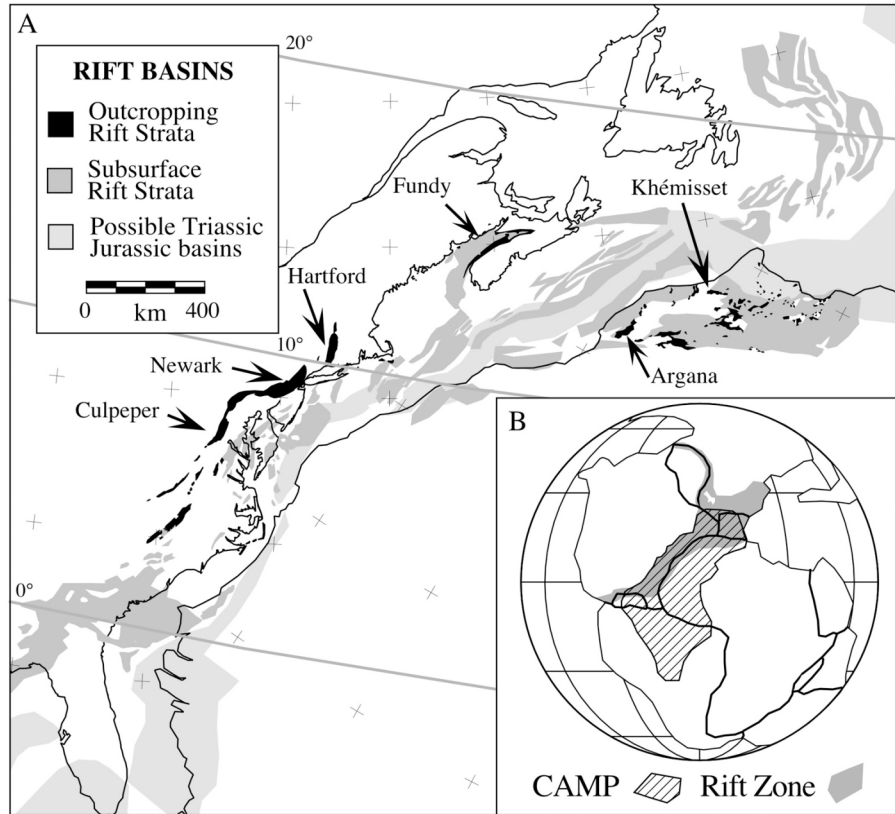 A
20°
RIFT BASINS
Outcropping
Rift Strata
Subsurface
Rift Strata
Possible Triassic
Jurassic basins
0 400
km
Fundy
Khémisset
Hartford
10°
Newark
Culpeper
Argana
0°
B
CAMP
Rift Zone